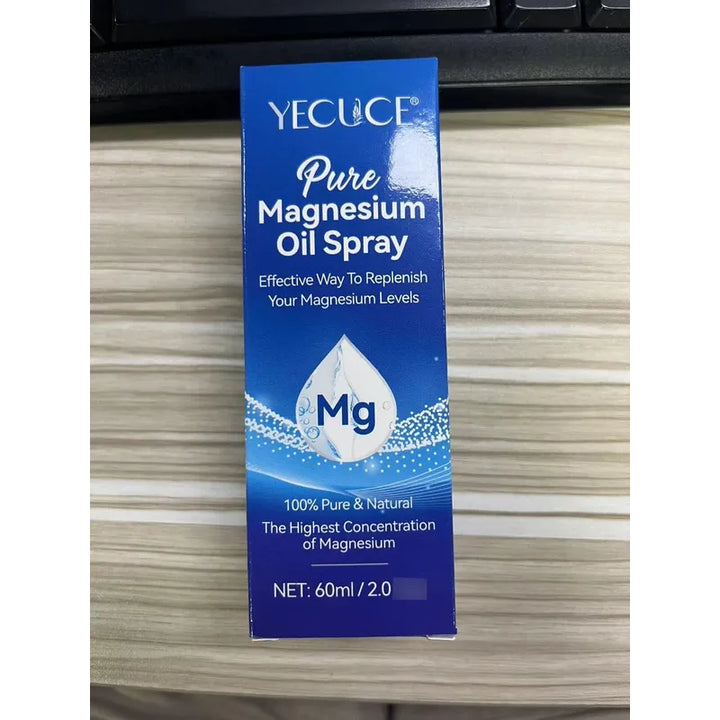 YECUCE®
Pure
Magnesium
Oil Spray
Effective Way To Replenish
Your Magnesium Levels
Mg
100% Pure & Natural
The Highest Concentration
of Magnesium
NET: 60ml / 2.0